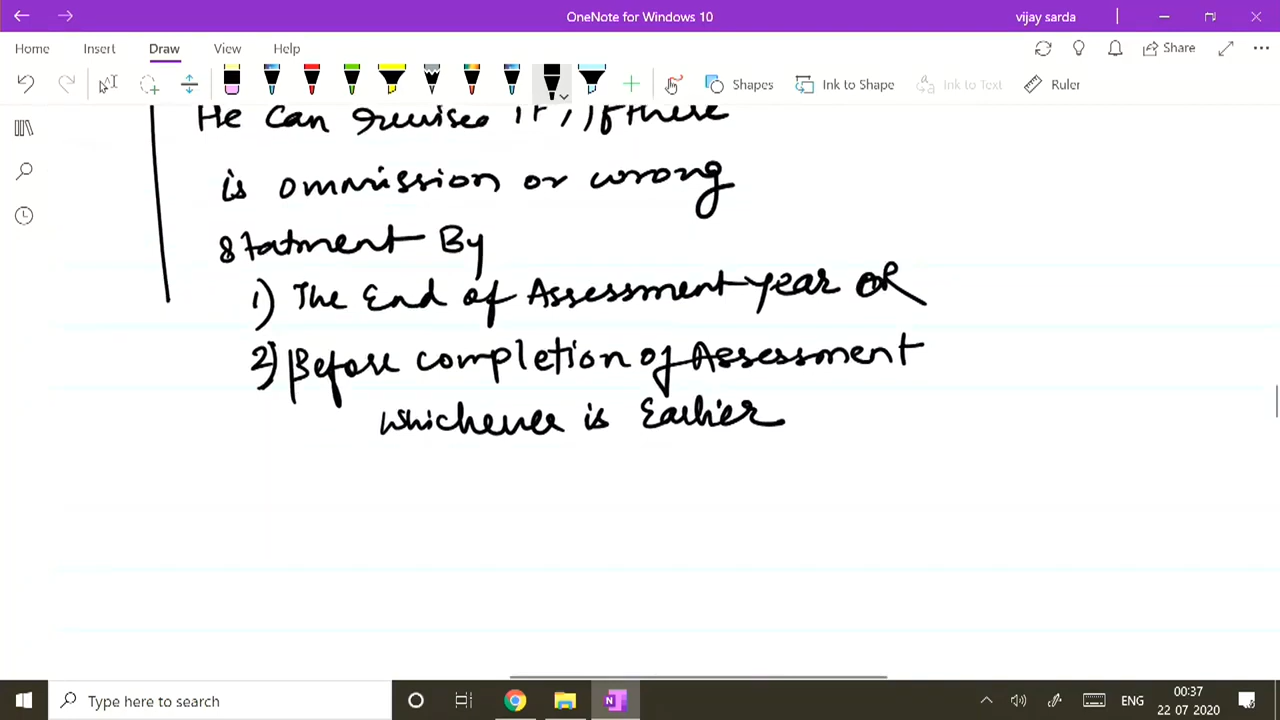 OneNote for Windows 10
vijay sarda
Home Insert Draw View Help
Share
Shapes
Ink to Shape
Ink to Text
Ruler
He Can revises it, if there
is ommission or wrong
Statment By
1) The End of Assessment year OR
2) Before completion of Assessment
whichever is Earlier
Type here to search
ENG
00:37
22 07 2020